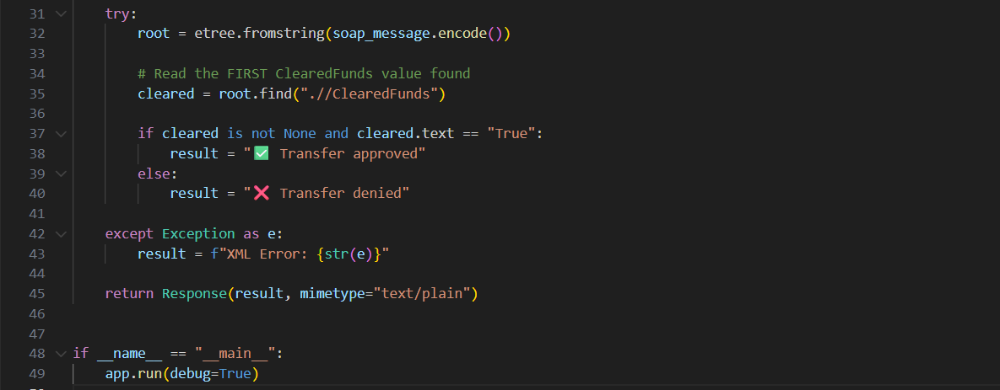 31 try:
32 root = etree.fromstring(soap_message.encode())
33
34 # Read the FIRST ClearedFunds value found
35 cleared = root.find(".//ClearedFunds")
36
37 if cleared is not None and cleared.text == "True":
38 result = "✅ Transfer approved"
39 else:
40 result = "❌ Transfer denied"
41
42 except Exception as e:
43 result = f"XML Error: {str(e)}"
44
45 return Response(result, mimetype="text/plain")
46
47
48 if __name__ == "__main__":
49 app.run(debug=True)